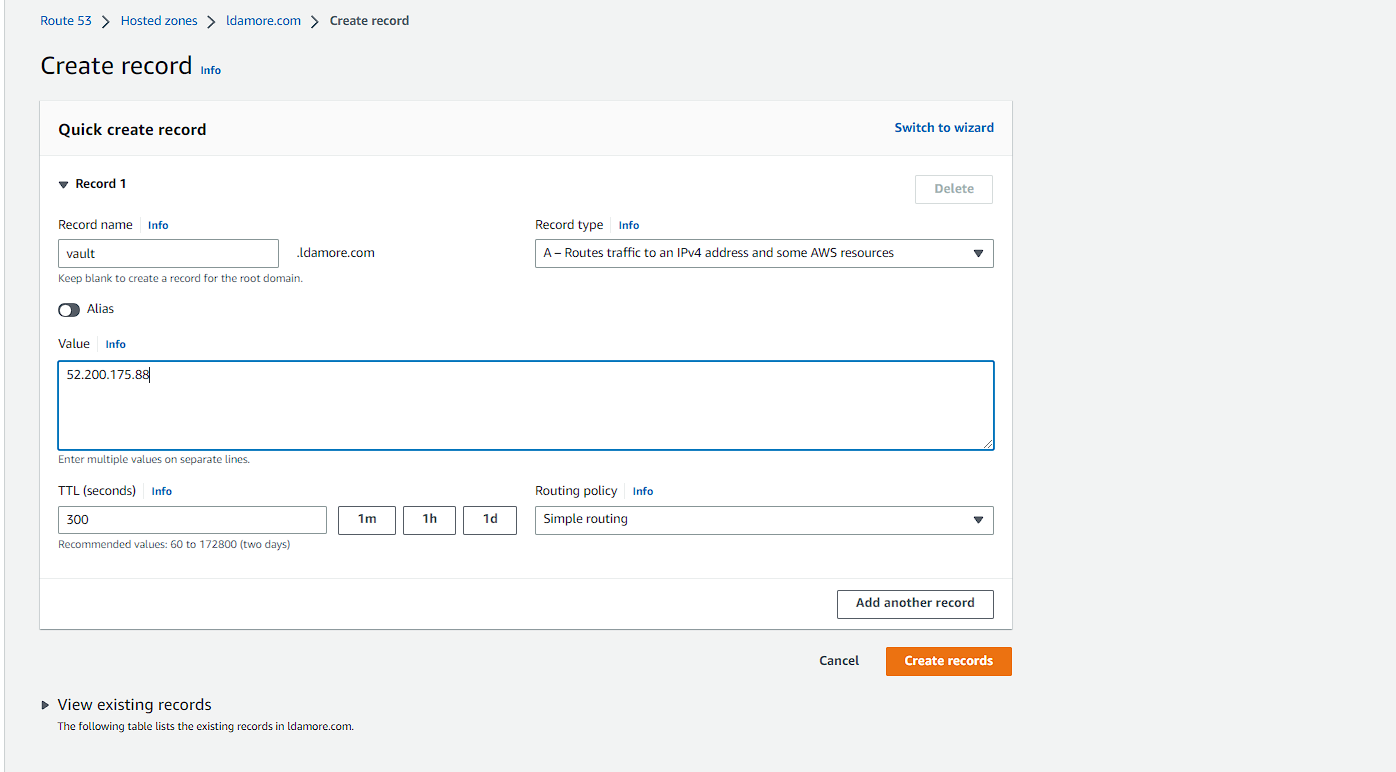 Route 53 > Hosted zones > ldamore.com > Create record
Create record Info
Quick create record Switch to wizard
Record 1 Delete
Record name Info Record type Info
vault .ldamore.com A – Routes traffic to an IPv4 address and some AWS resources
Keep blank to create a record for the root domain.
Alias
Value Info
52.200.175.88
Enter multiple values on separate lines.
TTL (seconds) Info Routing policy Info
300 1m 1h 1d Simple routing
Recommended values: 60 to 172800 (two days)
Add another record
Cancel Create records
View existing records
The following table lists the existing records in ldamore.com.